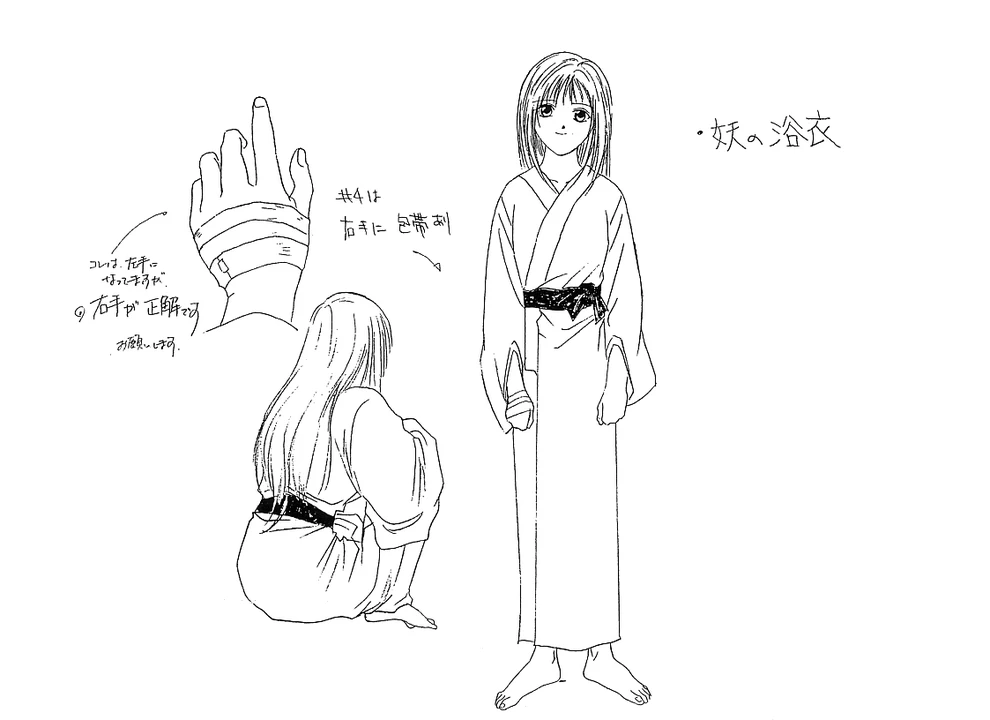 ・妖の浴衣
#4は
右手に 包帯あり
コレは、左手に
なってますが、
◎右手が 正解です
お願いします。